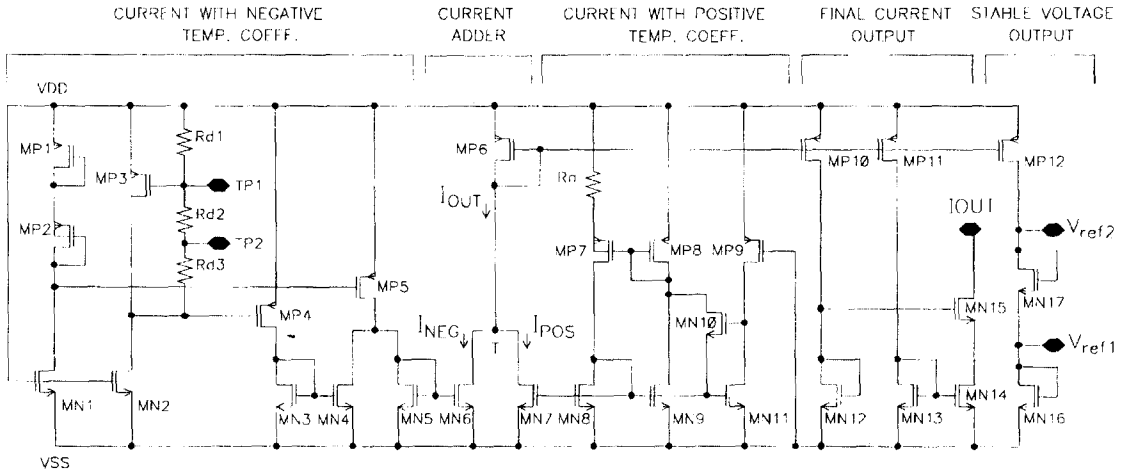 CURRENT WITH NEGATIVE TEMP. COFFF.
CURRENT ADDER
CURRENT WITH POSITIVE TEMP. COEFF.
FINAL CURRENT OUTPUT
STAHLE VOLTAGE OUTPUT
VDD
MP1
MP3
Rd1
TP1
Rd2
MP2
TP2
Rd3
MP4
MP5
MP6
IOUT
INEG
IPOS
T
Rn
MP7
MP8
MP9
MN10
MP10
MP11
MP12
IOUT
Vref2
MN15
MN17
Vref1
MN1
MN2
MN3
MN4
MN5
MN6
MN7
MN8
MN9
MN11
MN12
MN13
MN14
MN16
VSS